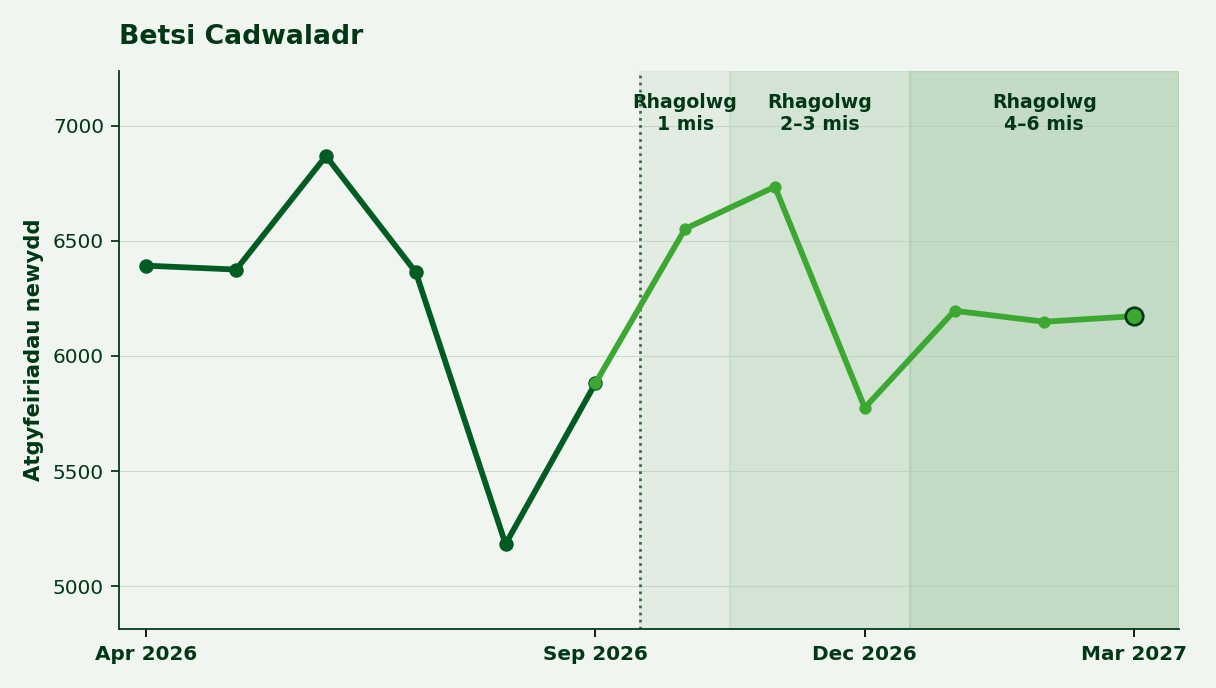 Betsi Cadwaladr
Rhagolwg
1 mis
Rhagolwg
2–3 mis
Rhagolwg
4–6 mis
Atgyfeiriadau newydd
7000
6500
6000
5500
5000
Apr 2026
Sep 2026
Dec 2026
Mar 2027